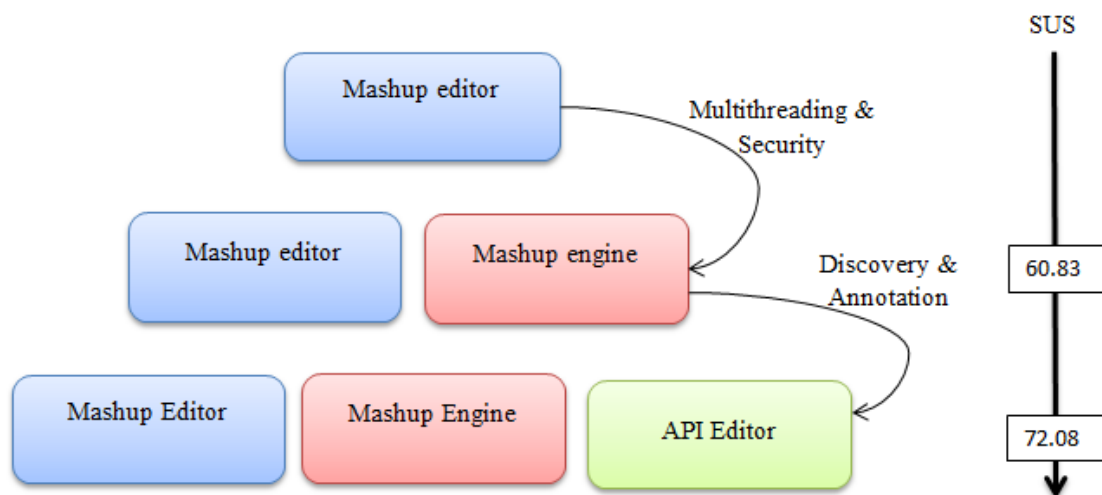 SUS
Mashup editor
Multithreading &
Security
Mashup editor
Mashup engine
Discovery &
Annotation
60.83
Mashup Editor
Mashup Engine
API Editor
72.08